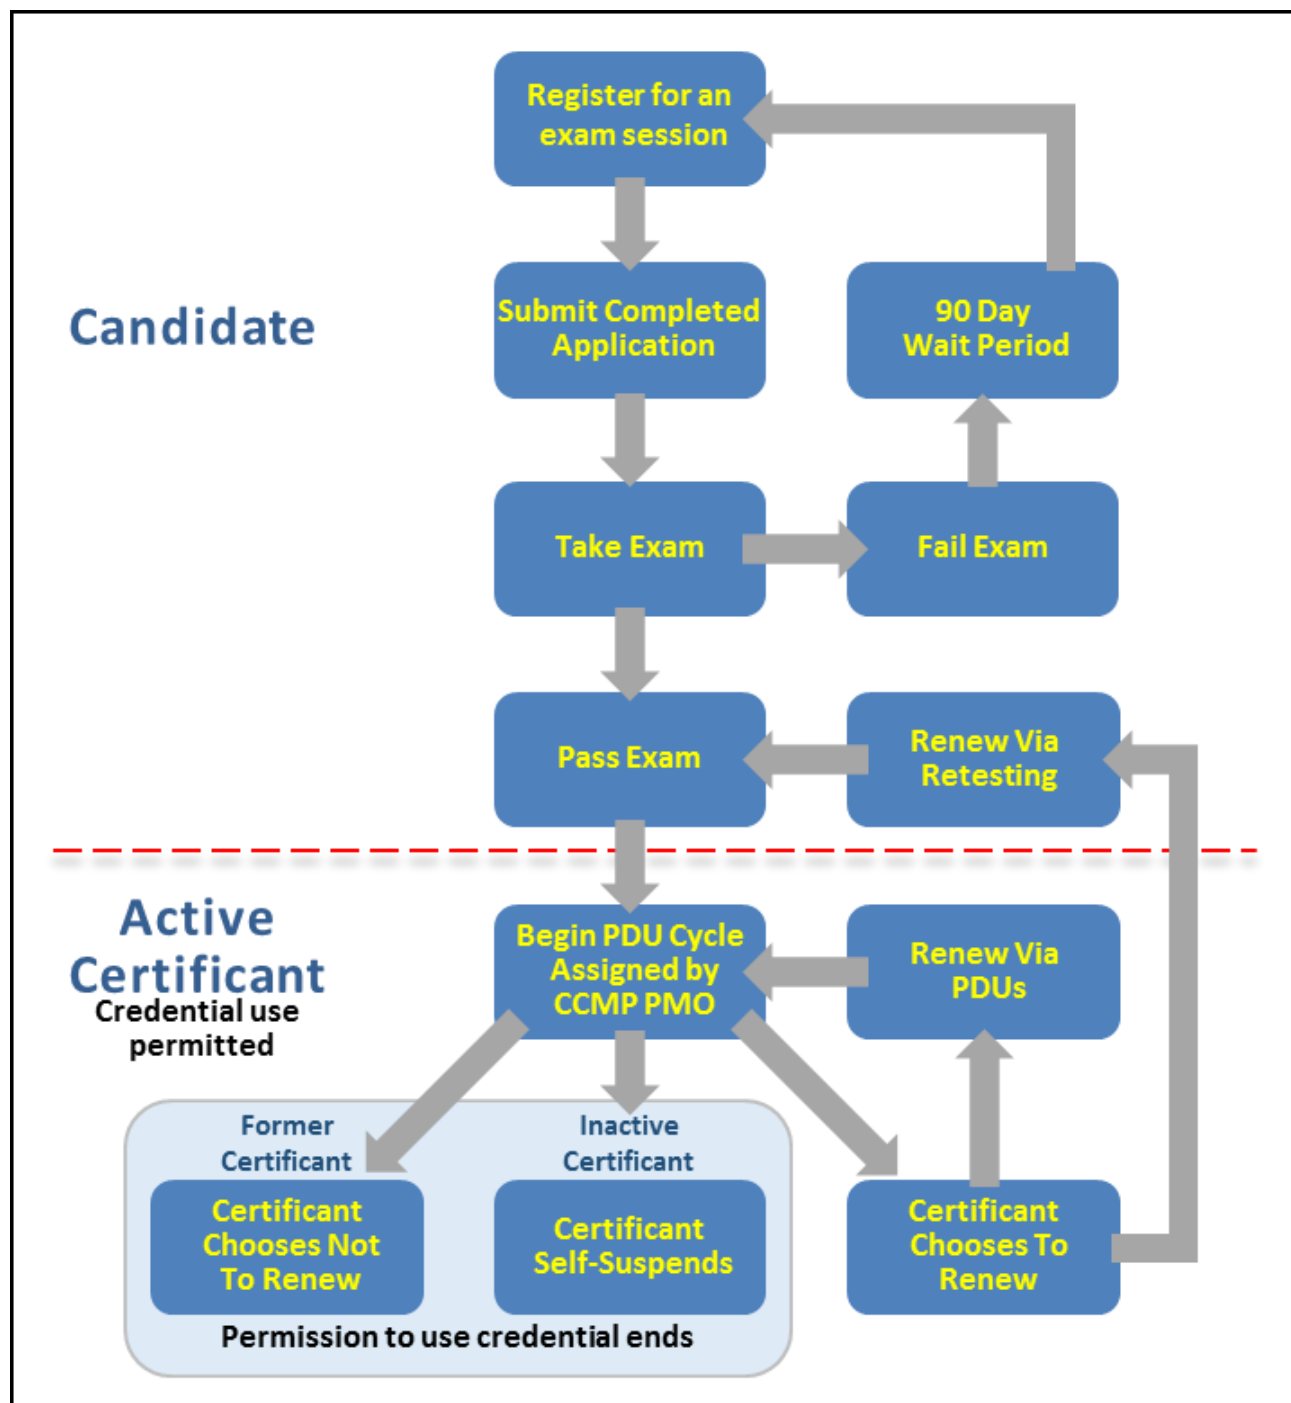 Register for an
exam session
Candidate
Submit Completed
Application
90 Day
Wait Period
Take Exam
Fail Exam
Pass Exam
Renew Via
Retesting
Active
Certificant
Credential use
permitted
Begin PDU Cycle
Assigned by
CCMP PMO
Renew Via
PDUs
Former
Certificant
Inactive
Certificant
Certificant
Chooses Not
To Renew
Certificant
Self-Suspends
Certificant
Chooses To
Renew
Permission to use credential ends